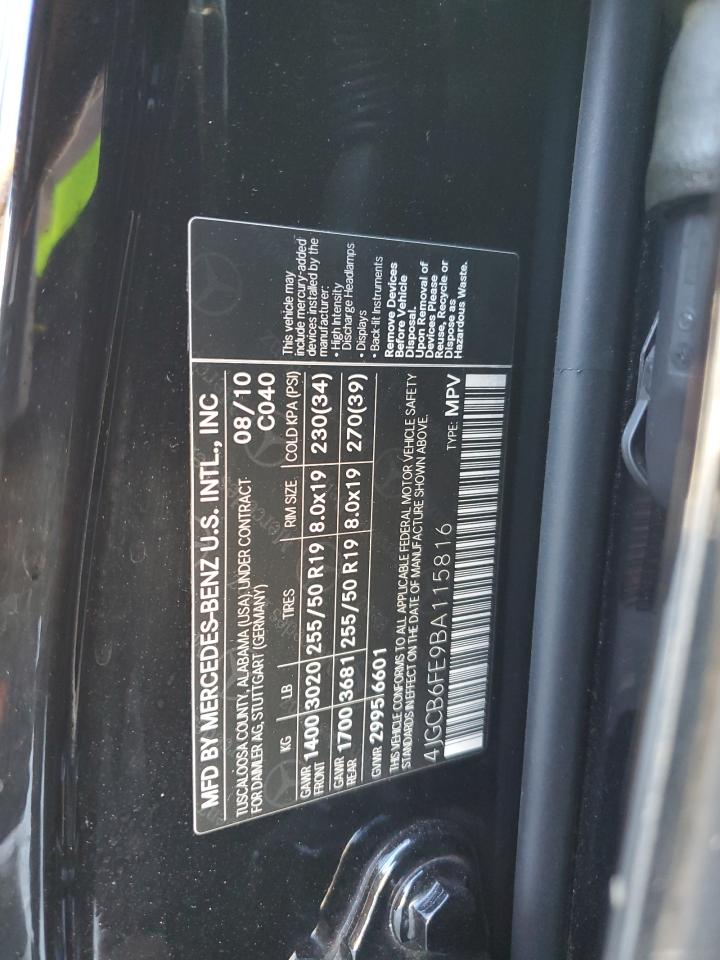 MFD BY MERCEDES-BENZ U.S. INTL., INC
TUSCALOOSA COUNTY, ALABAMA (USA), UNDER CONTRACT
FOR DAIMLER AG, STUTTGART (GERMANY)
08/10
C040
KG LB TIRES RIM SIZE COLD KPA (PSI)
GAWR FRONT 1400 3020 255/50 R19 8.0x19 230(34)
GAWR REAR 1700 3681 255/50 R19 8.0x19 270(39)
GVWR 2995 6601
THIS VEHICLE CONFORMS TO ALL APPLICABLE FEDERAL MOTOR VEHICLE SAFETY
STANDARDS IN EFFECT ON THE DATE OF MANUFACTURE SHOWN ABOVE.
4JGCB6FE9BA115816 TYPE: MPV
This vehicle may
include mercury-added
devices installed by the
manufacturer:
• High Intensity
Discharge Headlamps
• Displays
• Back-lit Instruments
Remove Devices
Before Vehicle
Disposal.
Upon Removal of
Devices Please
Reuse, Recycle or
Dispose as
Hazardous Waste.